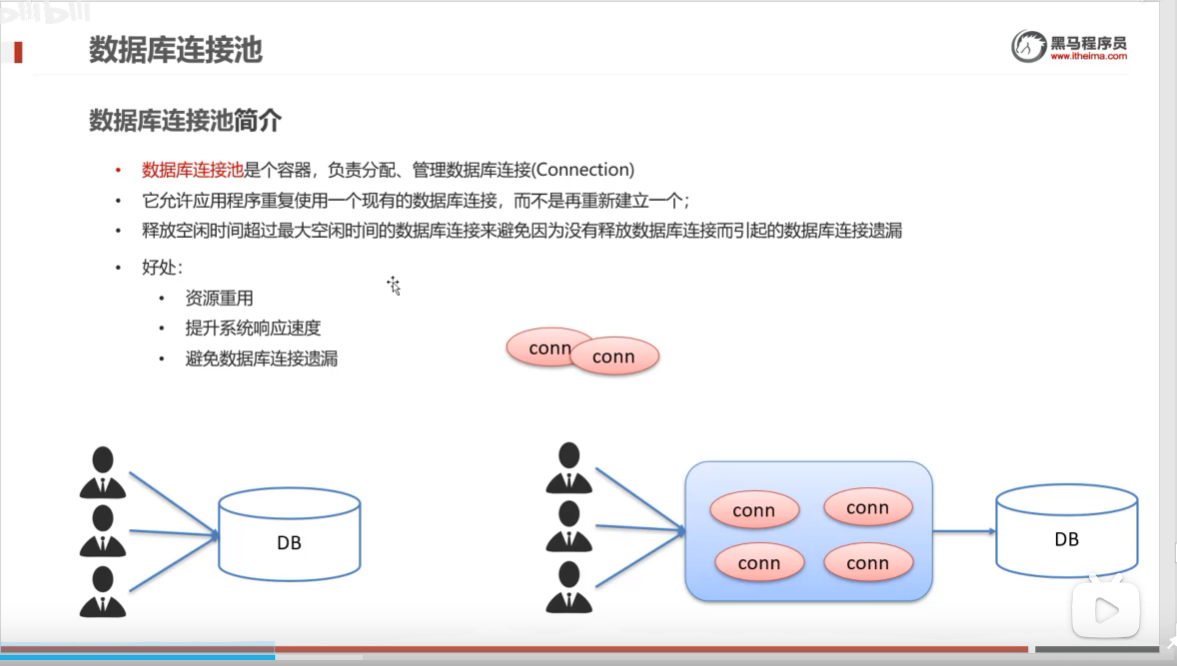 bilibili
数据库连接池
黑马程序员
www.itheima.com
数据库连接池简介
• 数据库连接池是个容器，负责分配、管理数据库连接(Connection)
• 它允许应用程序重复使用一个现有的数据库连接，而不是再重新建立一个；
• 释放空闲时间超过最大空闲时间的数据库连接来避免因为没有释放数据库连接而引起的数据库连接遗漏
• 好处：
• 资源重用
• 提升系统响应速度
• 避免数据库连接遗漏
conn
conn
DB
conn
conn
conn
conn
DB